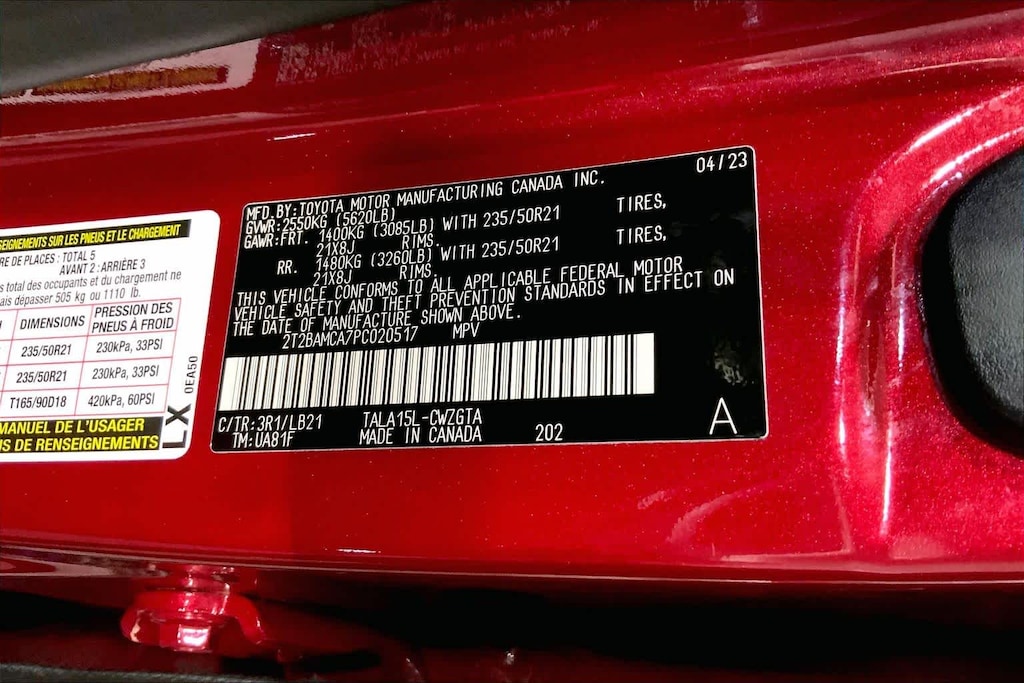 SEIGNEMENTS SUR LES PNEUS ET LE CHARGEMENT
RE DE PLACES : TOTAL 5
AVANT 2 : ARRIÈRE 3
s total des occupants et du chargement ne
ais dépasser 505 kg ou 1110 lb.
DIMENSIONS PRESSION DES PNEUS À FROID
235/50R21 230kPa, 33PSI
235/50R21 230kPa, 33PSI
T165/90D18 420kPa, 60PSI
MANUEL DE L'USAGER
US DE RENSEIGNEMENTS
LX 0EA50
04/23
MFD.BY:TOYOTA MOTOR MANUFACTURING CANADA INC.
GVWR:2550KG (5620LB)
GAWR:FRT. 1400KG (3085LB) WITH 235/50R21 TIRES,
21X8J RIMS.
RR. 1480KG (3260LB) WITH 235/50R21 TIRES,
21X8J RIMS.
THIS VEHICLE CONFORMS TO ALL APPLICABLE FEDERAL MOTOR
VEHICLE SAFETY AND THEFT PREVENTION STANDARDS IN EFFECT ON
THE DATE OF MANUFACTURE SHOWN ABOVE.
2T2BAMCA7PC020517 MPV
C/TR:3R1/LB21 TALA15L-CWZGTA
TM:UA81F MADE IN CANADA 202 A